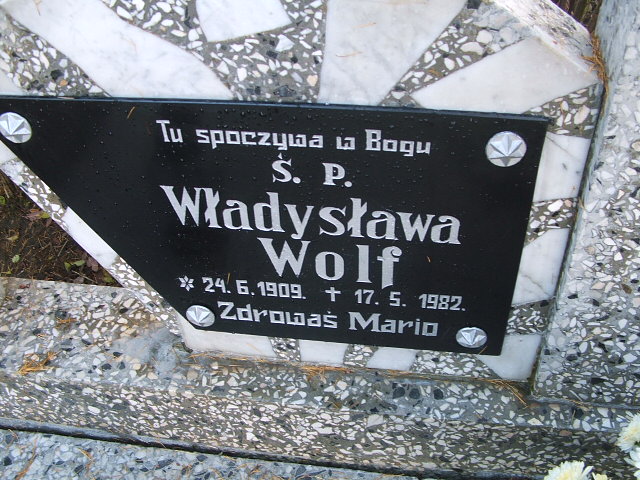 Tu spoczywa w Bogu
Ś. P.
Władysława
Wolf
* 24. 6. 1909. † 17. 5. 1982.
Zdrowaś Mario